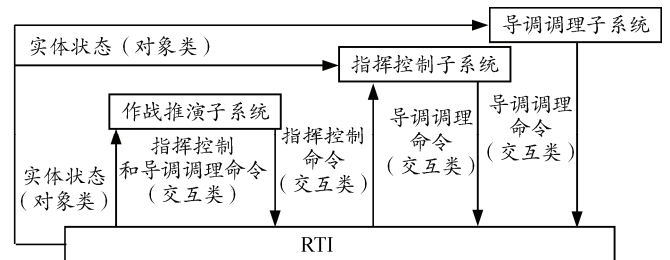 导调调理子系统
实体状态(对象类)
指挥控制子系统
作战推演子系统
指挥控制
和导调调理命令
(交互类)
指挥控制
命令
(交互类)
导调调理
命令
(交互类)
导调调理
命令
(交互类)
实体状态
(对象类)
RTI